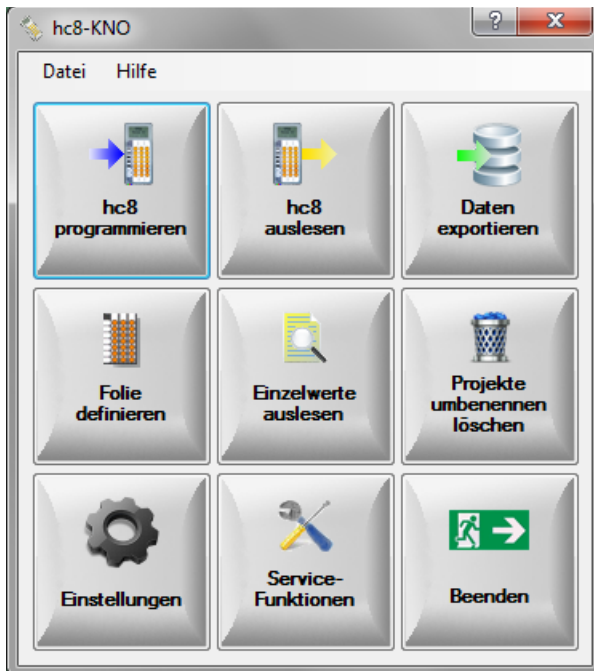 hc8-KNO
Datei Hilfe
hc8
programmieren
hc8
auslesen
Daten
exportieren
Folie
definieren
Einzelwerte
auslesen
Projekte
umbenennen
löschen
Einstellungen
Service-
Funktionen
Beenden